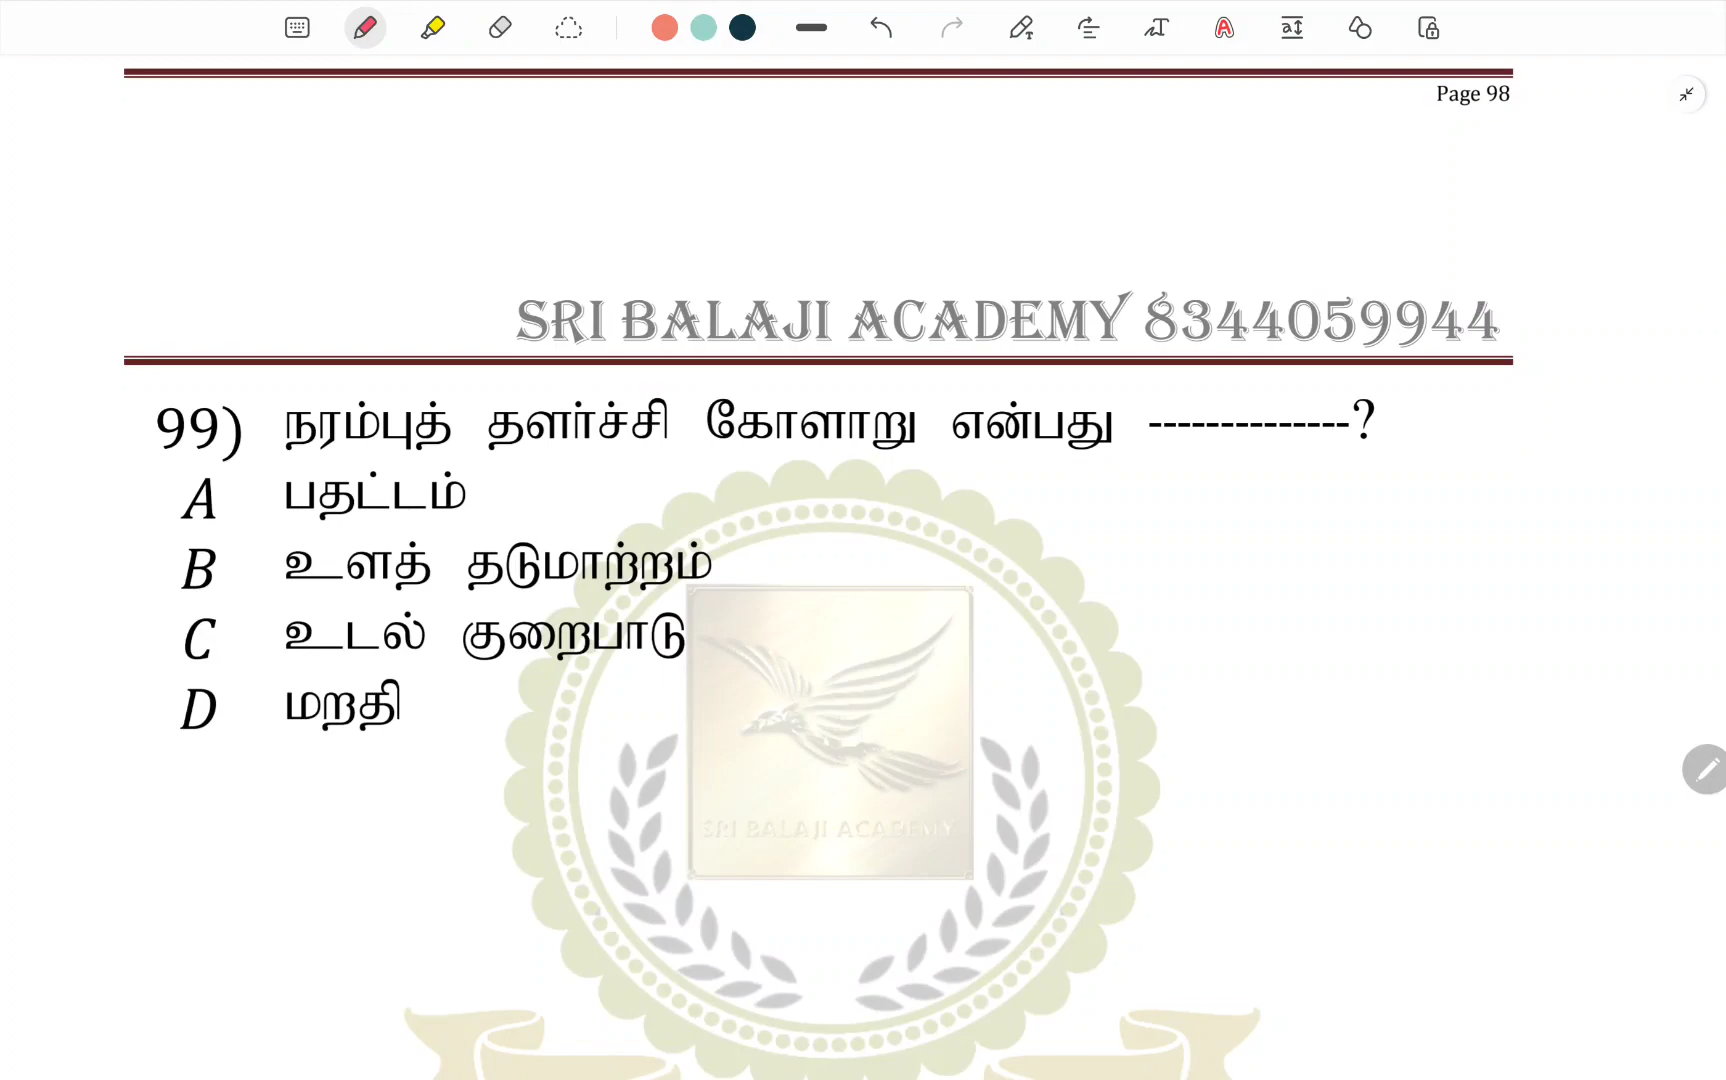 Page 98
SRI BALAJI ACADEMY 8344059944
99) நரம்புத் தளர்ச்சி கோளாறு என்பது --------------?
A பதட்டம்
B உளத் தடுமாற்றம்
C உடல் குறைபாடு
D மறதி
SRI BALAJI ACADEMY